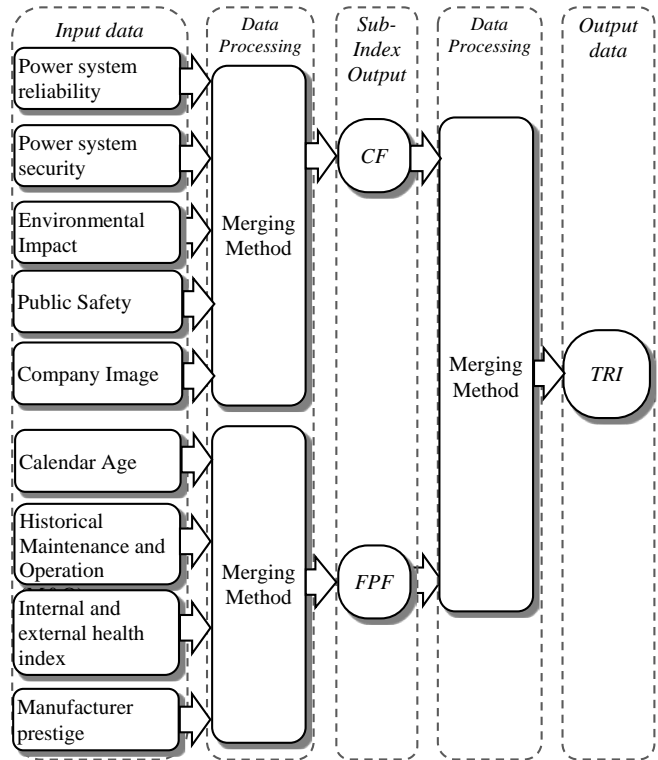 Input data
Data
Processing
Sub-
Index
Output
Data
Processing
Output
data
Power system
reliability
Power system
security
Environmental
Impact
Public Safety
Company Image
Merging
Method
CF
Calendar Age
Historical
Maintenance and
Operation
Internal and
external health
index
Manufacturer
prestige
Merging
Method
FPF
Merging
Method
TRI